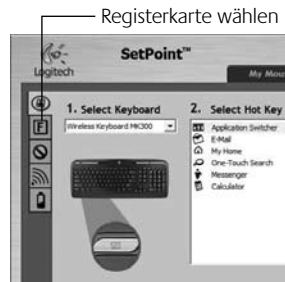 Registerkarte wählen
Logitech
SetPoint™
My Mou
1. Select Keyboard
2. Select Hot Key
Wireless Keyboard MK300
Application Switcher
E-Mail
My Home
One-Touch Search
Messenger
Calculator
F